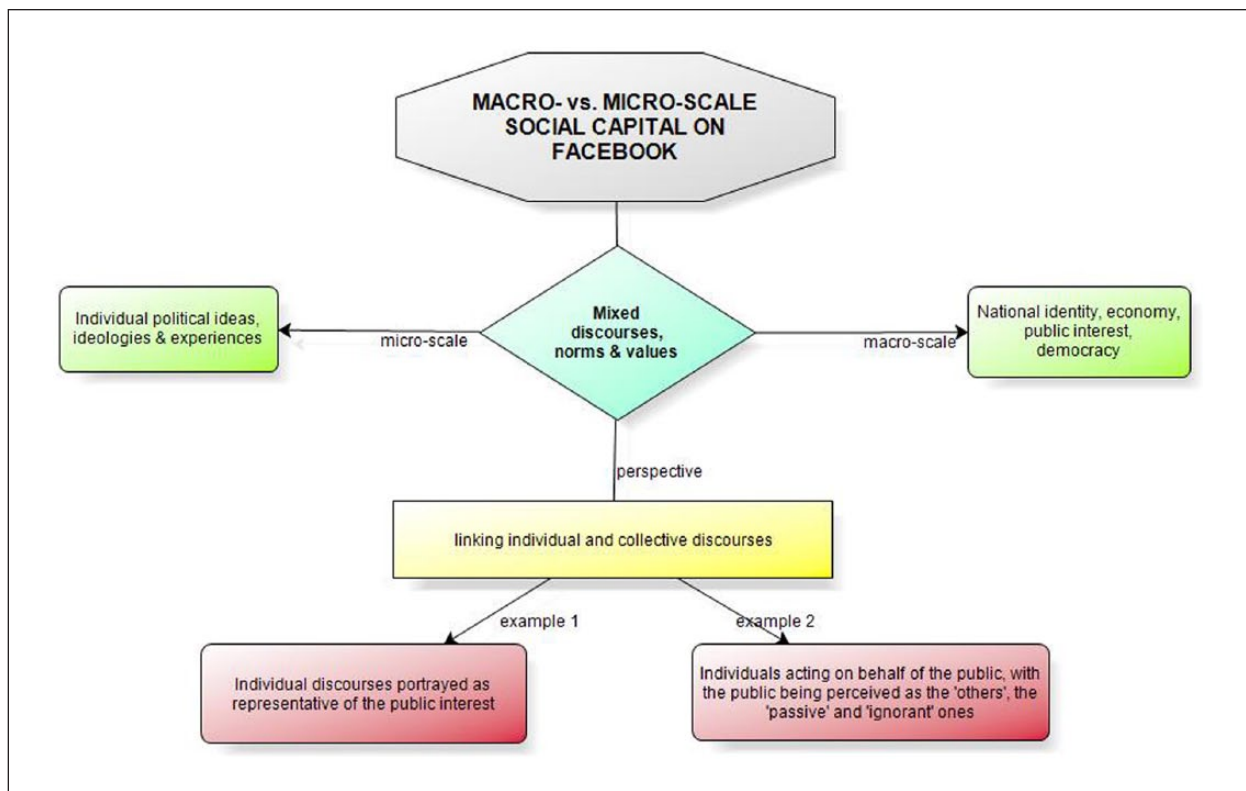 MACRO- vs. MICRO-SCALE
SOCIAL CAPITAL ON
FACEBOOK
Individual political ideas,
ideologies & experiences
micro-scale
Mixed
discourses,
norms & values
macro-scale
National identity, economy,
public interest,
democracy
perspective
linking individual and collective discourses
example 1
example 2
Individual discourses portrayed as
representative of the public interest
Individuals acting on behalf of the public, with
the public being perceived as the 'others', the
'passive' and 'ignorant' ones